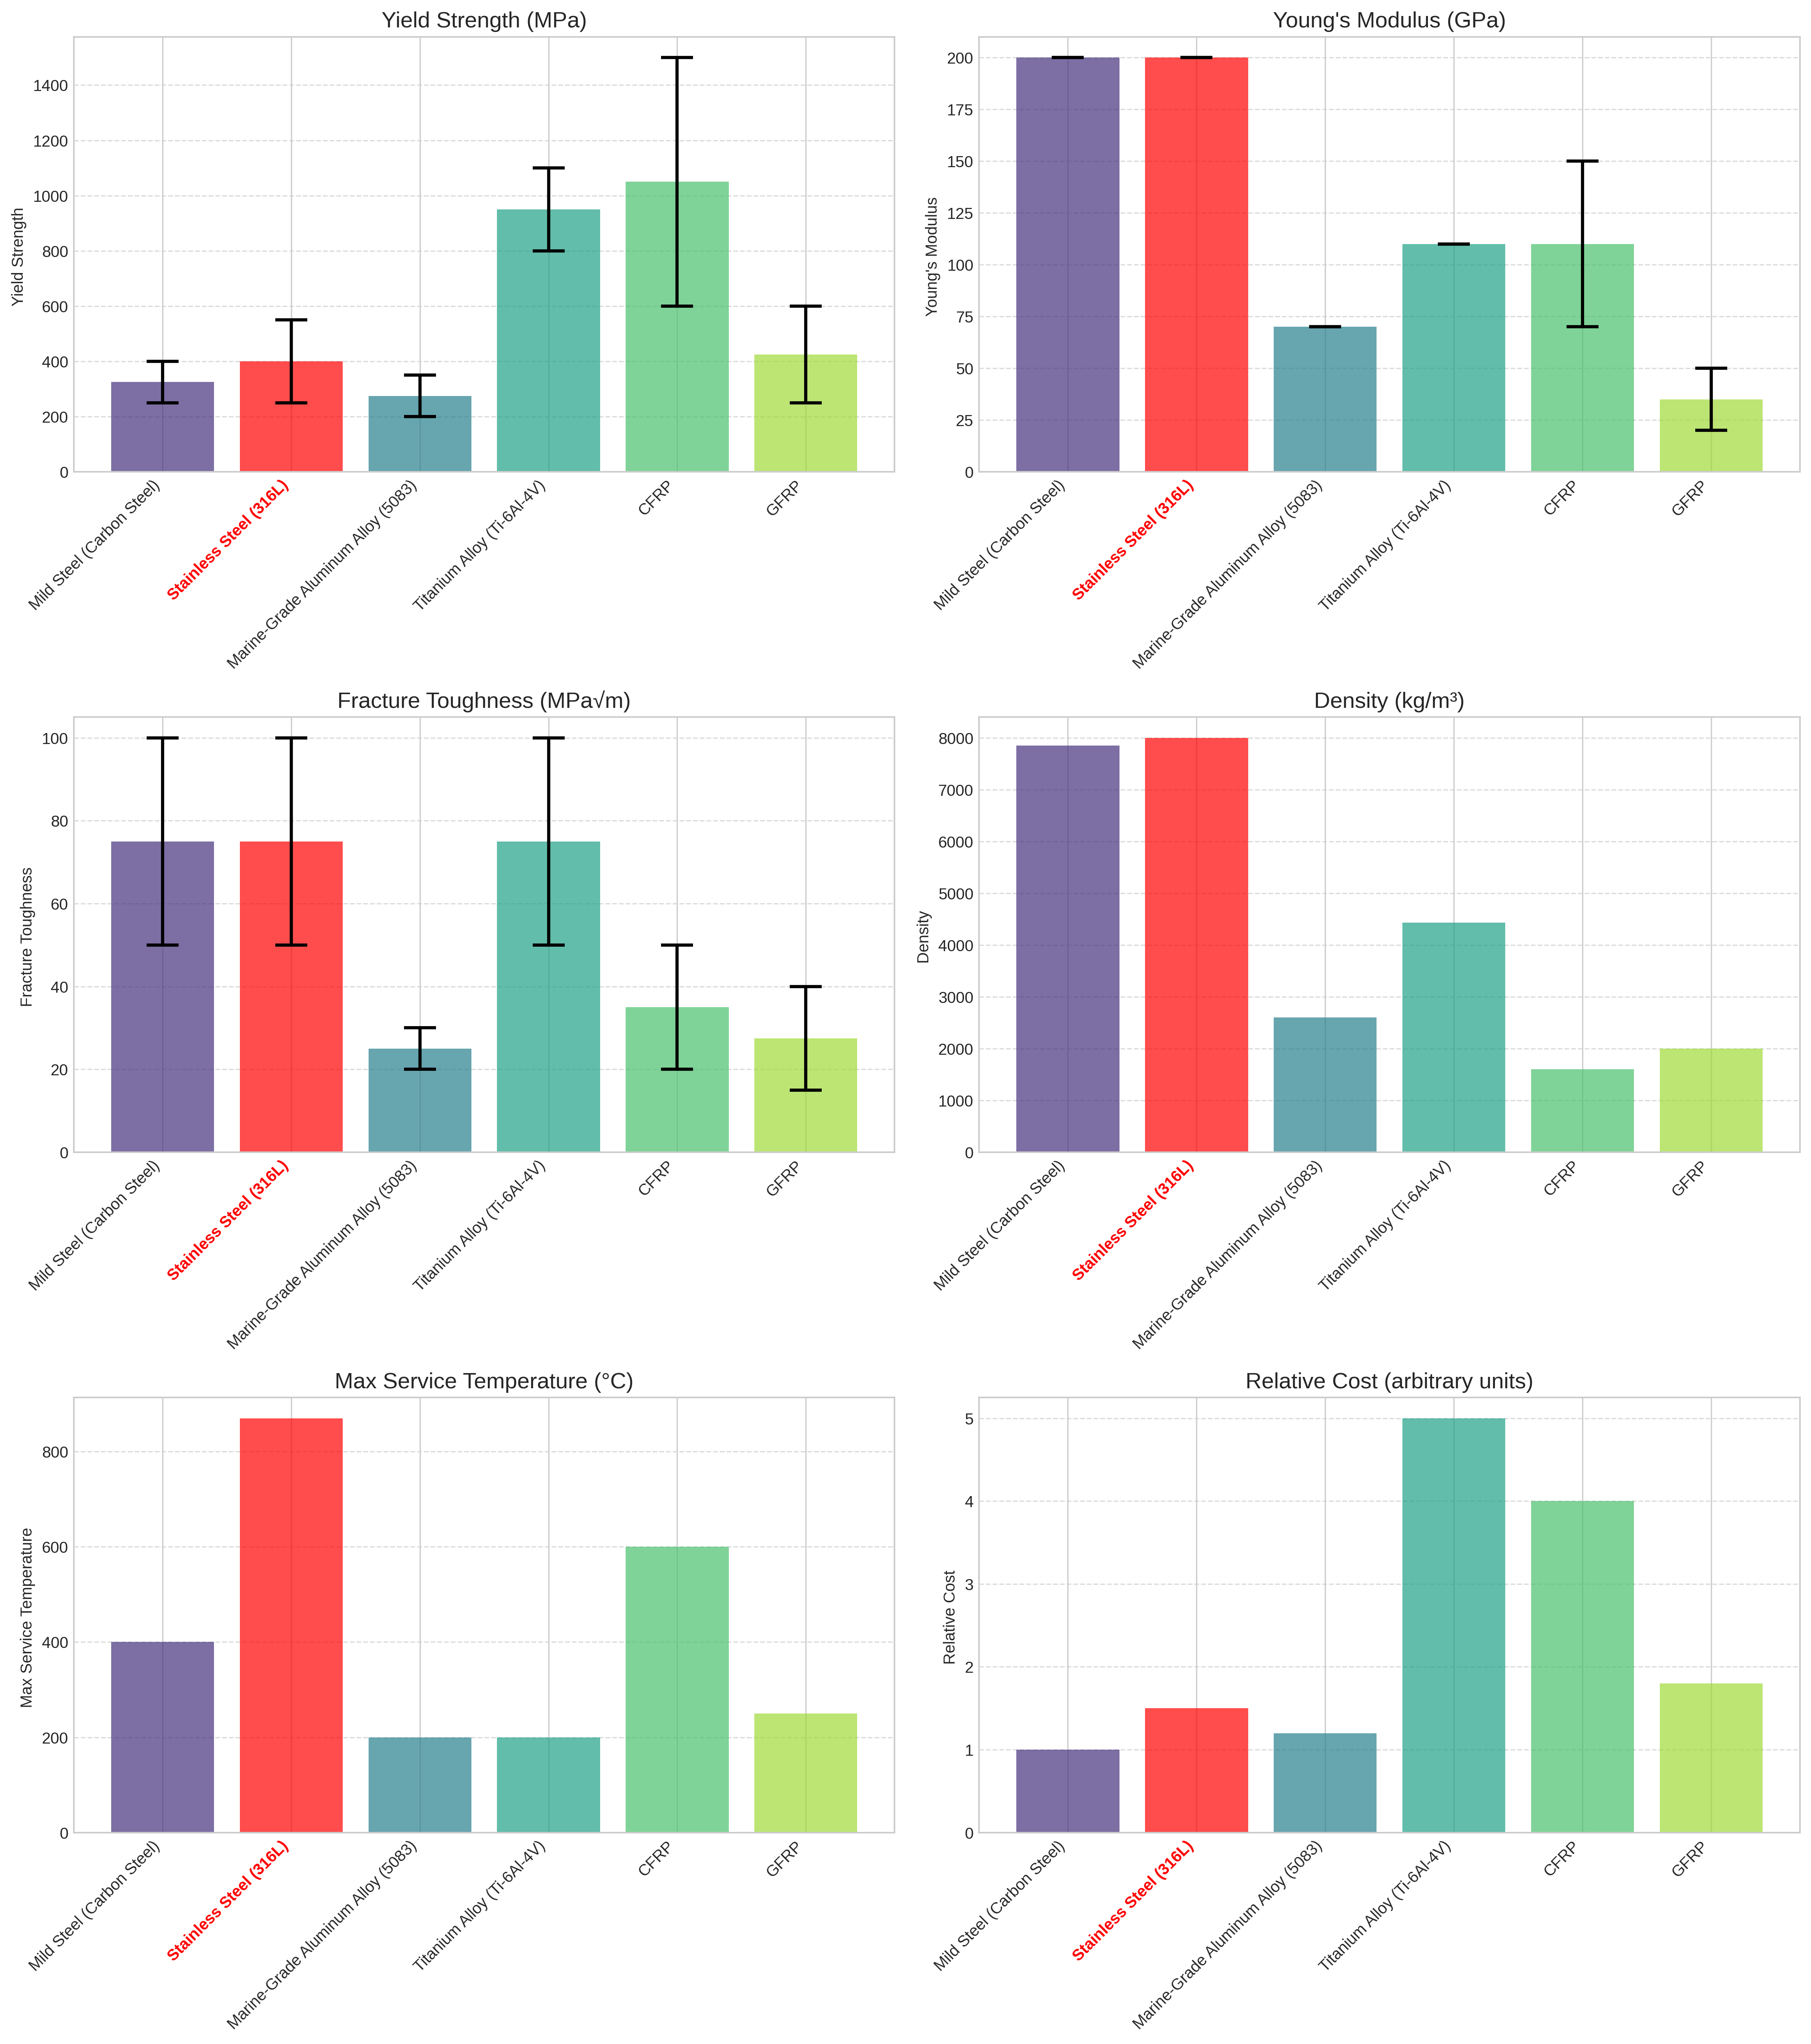 Yield Strength (MPa)
Yield Strength
1400
1200
1000
800
600
400
200
0
Mild Steel (Carbon Steel)
Stainless Steel (316L)
Marine-Grade Aluminum Alloy (5083)
Titanium Alloy (Ti-6Al-4V)
CFRP
GFRP
Young's Modulus (GPa)
Young's Modulus
200
175
150
125
100
75
50
25
0
Mild Steel (Carbon Steel)
Stainless Steel (316L)
Marine-Grade Aluminum Alloy (5083)
Titanium Alloy (Ti-6Al-4V)
CFRP
GFRP
Fracture Toughness (MPa√m)
Fracture Toughness
100
80
60
40
20
0
Mild Steel (Carbon Steel)
Stainless Steel (316L)
Marine-Grade Aluminum Alloy (5083)
Titanium Alloy (Ti-6Al-4V)
CFRP
GFRP
Density (kg/m³)
Density
8000
7000
6000
5000
4000
3000
2000
1000
0
Mild Steel (Carbon Steel)
Stainless Steel (316L)
Marine-Grade Aluminum Alloy (5083)
Titanium Alloy (Ti-6Al-4V)
CFRP
GFRP
Max Service Temperature (°C)
Max Service Temperature
800
600
400
200
0
Mild Steel (Carbon Steel)
Stainless Steel (316L)
Marine-Grade Aluminum Alloy (5083)
Titanium Alloy (Ti-6Al-4V)
CFRP
GFRP
Relative Cost (arbitrary units)
Relative Cost
5
4
3
2
1
0
Mild Steel (Carbon Steel)
Stainless Steel (316L)
Marine-Grade Aluminum Alloy (5083)
Titanium Alloy (Ti-6Al-4V)
CFRP
GFRP